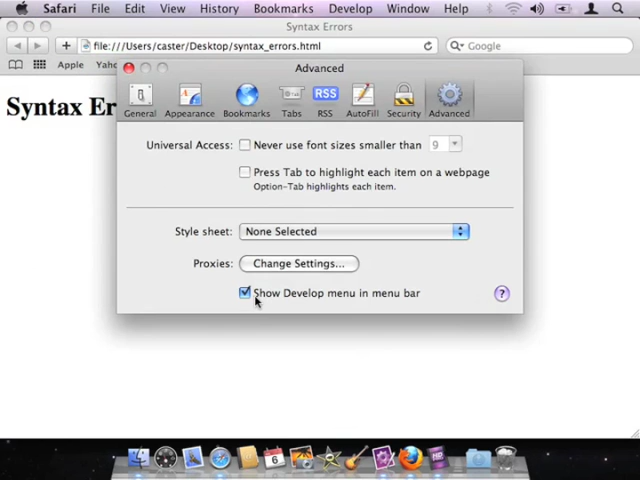 Safari File Edit View History Bookmarks Develop Window Help
Syntax Errors
file:///Users/caster/Desktop/syntax_errors.html
Google
Apple Yaho
Advanced
RSS
General Appearance Bookmarks Tabs RSS AutoFill Security Advanced
Syntax Er
Universal Access: Never use font sizes smaller than 9
Press Tab to highlight each item on a webpage
Option-Tab highlights each item.
Style sheet: None Selected
Proxies: Change Settings...
Show Develop menu in menu bar ?
6